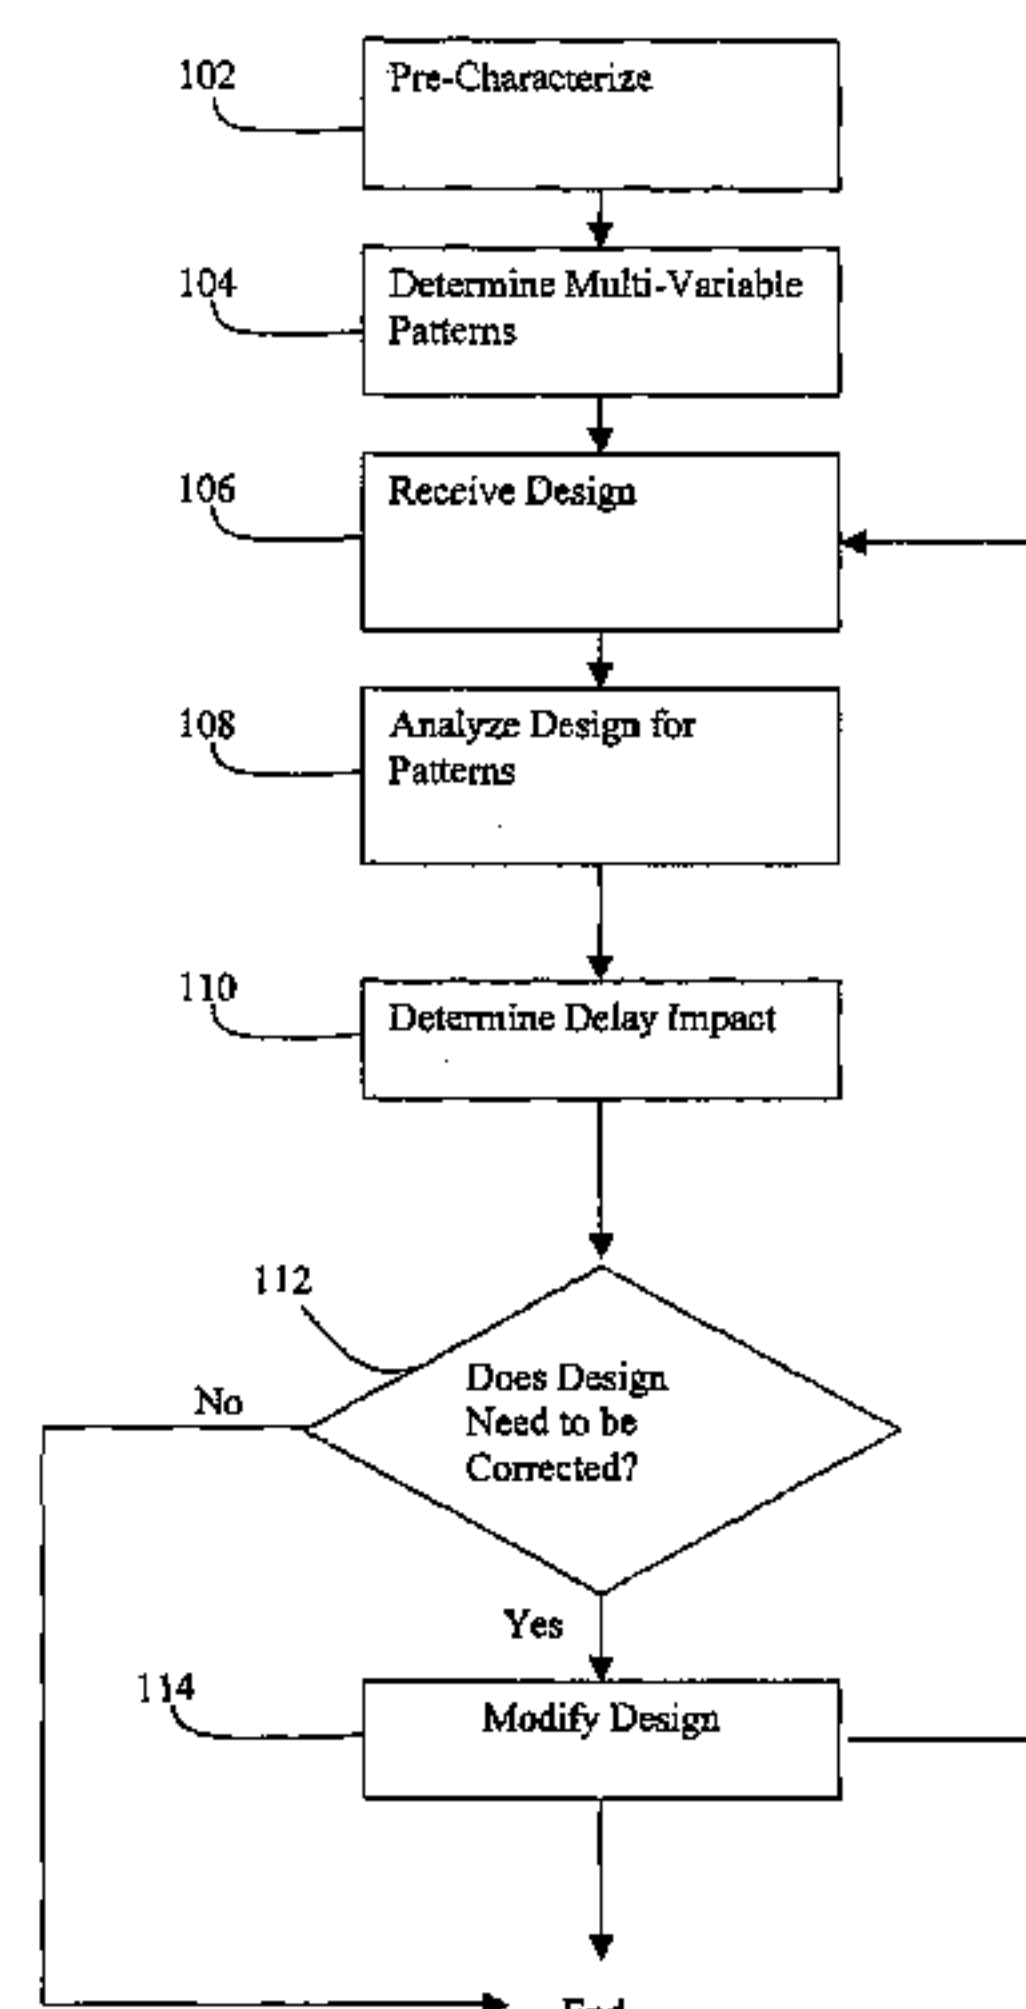 102
Pre-Characterize
104
Determine Multi-Variable
Patterns
106
Receive Design
108
Analyze Design for
Patterns
110
Determine Delay Impact
112
Does Design
Need to be
Corrected?
No
Yes
114
Modify Design
End